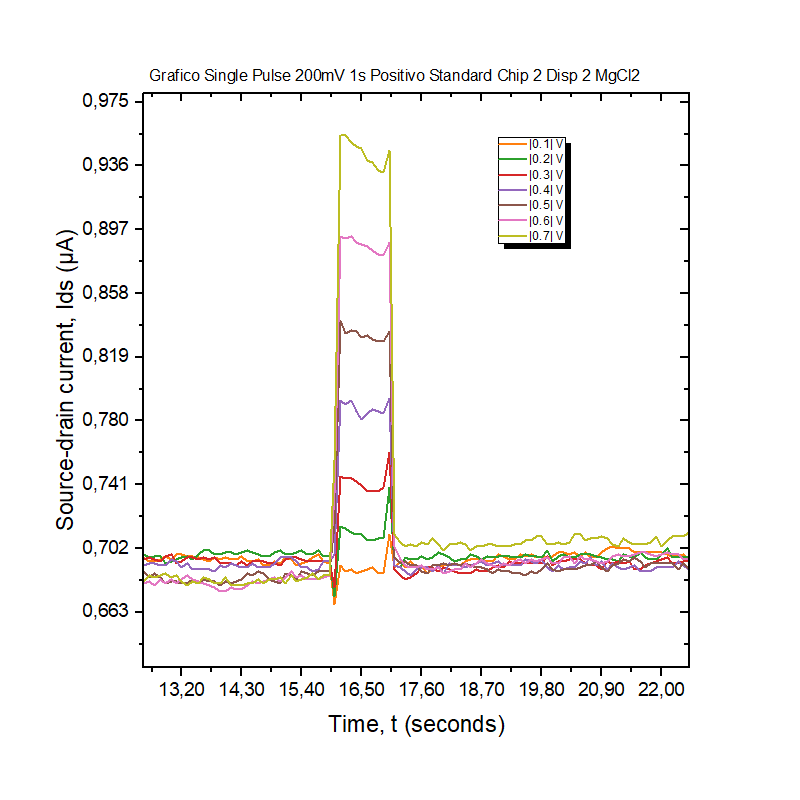 Grafico Single Pulse 200mV 1s Positivo Standard Chip 2 Disp 2 MgCl2
0,975
0,936
0,897
0,858
0,819
0,780
0,741
0,702
0,663
Source-drain current, Ids (µA)
|0.1| V
|0.2| V
|0.3| V
|0.4| V
|0.5| V
|0.6| V
|0.7| V
13,20 14,30 15,40 16,50 17,60 18,70 19,80 20,90 22,00
Time, t (seconds)